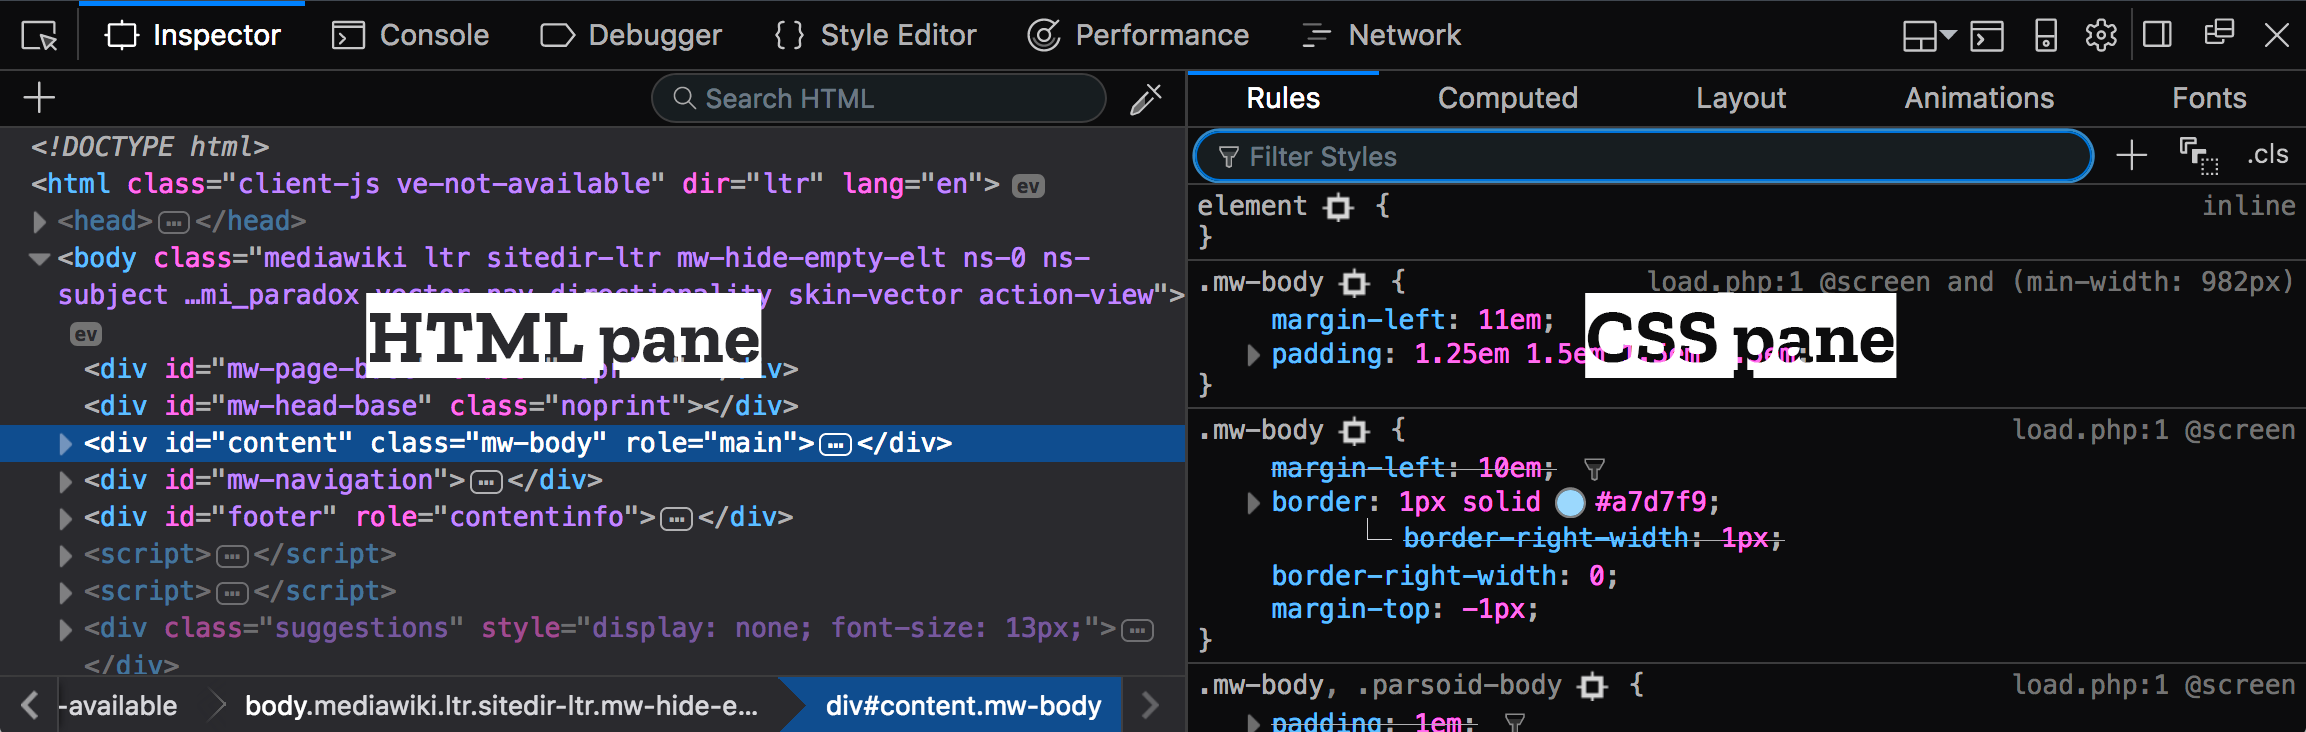 Inspector Console Debugger Style Editor Performance Network
Search HTML
<!DOCTYPE html>
<html class="client-js ve-not-available" dir="ltr" lang="en"> ev
<head> </head>
<body class="mediawiki ltr sitedir-ltr mw-hide-empty-elt ns-0 ns-
subject …mi_paradox vector-nav-directionality skin-vector action-view">
ev
HTML pane
<div id="mw-page-
<div id="mw-head-base" class="noprint"></div>
<div id="content" class="mw-body" role="main"> </div>
<div id="mw-navigation"> </div>
<div id="footer" role="contentinfo"> </div>
<script> </script>
<script> </script>
<div class="suggestions" style="display: none; font-size: 13px;">
</div>
-available body.mediawiki.ltr.sitedir-ltr.mw-hide-e... div#content.mw-body
Rules Computed Layout Animations Fonts
Filter Styles .cls
element { inline
}
.mw-body { load.php:1 @screen and (min-width: 982px)
margin-left: 11em;
padding: 1.25em 1.5em
CSS pane
}
.mw-body { load.php:1 @screen
margin-left: 10em;
border: 1px solid #a7d7f9;
border-right-width: 1px;
border-right-width: 0;
margin-top: -1px;
}
.mw-body, .parsoid-body { load.php:1 @screen
padding: 1em;